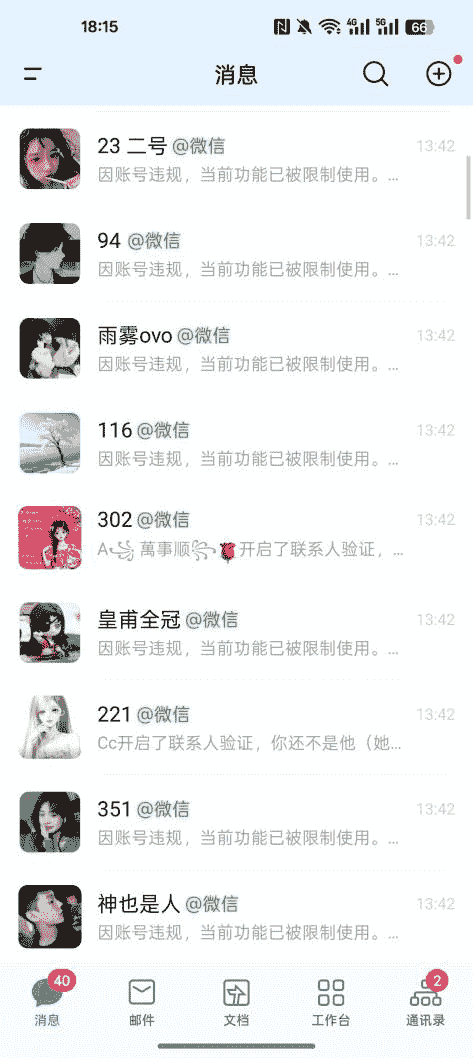 18:15
4G 5G 66
消息
23 二号 @微信 13:42
因账号违规，当前功能已被限制使用。...
94 @微信 13:42
因账号违规，当前功能已被限制使用。...
雨雾ovo @微信 13:42
因账号违规，当前功能已被限制使用。...
116 @微信 13:42
因账号违规，当前功能已被限制使用。...
302 @微信 13:42
A꧁ 萬事顺꧂🌹开启了联系人验证，...
皇甫全冠 @微信 13:42
因账号违规，当前功能已被限制使用。...
221 @微信 13:42
Cc开启了联系人验证，你还不是他（她...
351 @微信 13:42
因账号违规，当前功能已被限制使用。...
神也是人 @微信 13:42
因账号违规，当前功能已被限制使用。...
40 2
消息 邮件 文档 工作台 通讯录